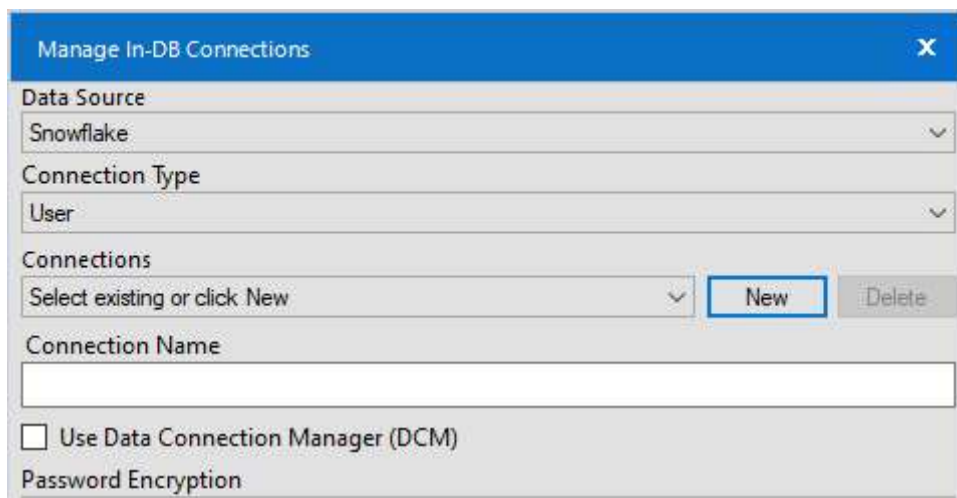 Manage In-DB Connections x
Data Source
Snowflake
Connection Type
User
Connections
Select existing or click New New Delete
Connection Name
Use Data Connection Manager (DCM)
Password Encryption